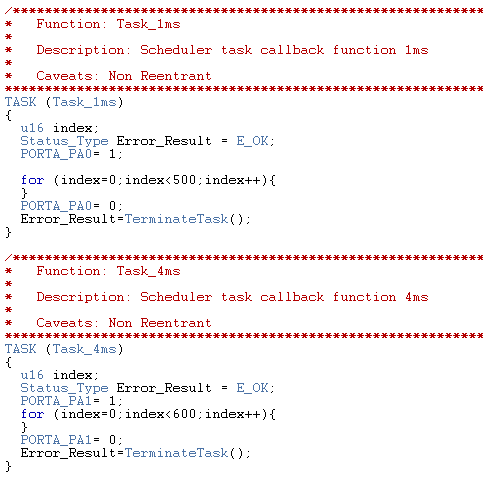 /***********************************************************
*   Function: Task_1ms
*
*   Description: Scheduler task callback function 1ms
*
*   Caveats: Non Reentrant
************************************************************
TASK (Task_1ms)
{
  u16 index;
  Status_Type Error_Result = E_OK;
  PORTA_PA0= 1;

  for (index=0;index<500;index++){
  }
  PORTA_PA0= 0;
  Error_Result=TerminateTask();
}

/***********************************************************
*   Function: Task_4ms
*
*   Description: Scheduler task callback function 4ms
*
*   Caveats: Non Reentrant
************************************************************
TASK (Task_4ms)
{
  u16 index;
  Status_Type Error_Result = E_OK;
  PORTA_PA1= 1;
  for (index=0;index<600;index++){
  }
  PORTA_PA1= 0;
  Error_Result=TerminateTask();
}